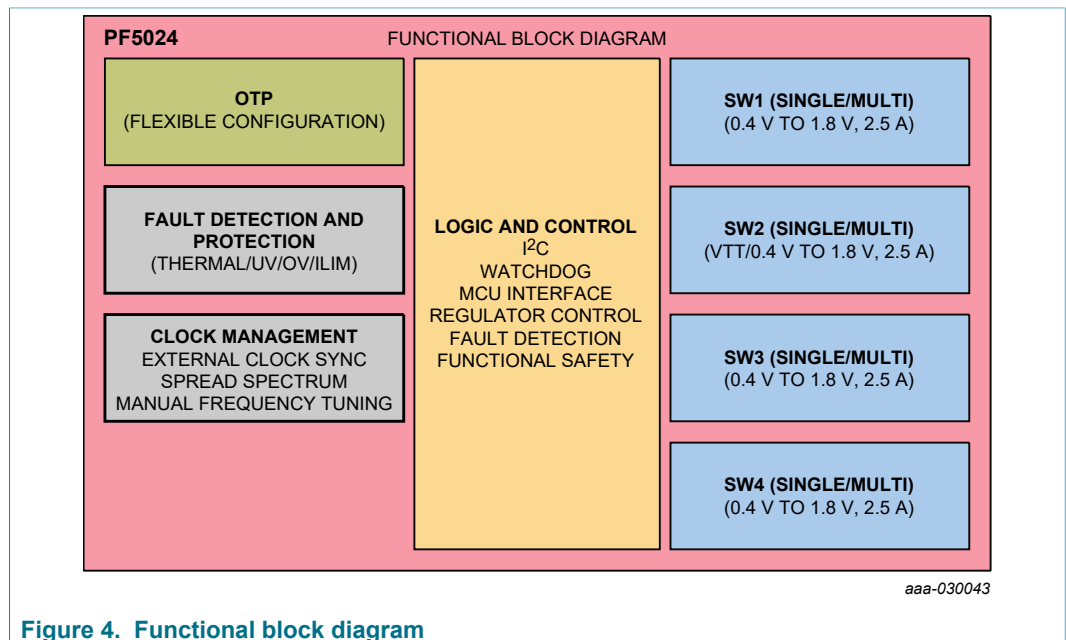 PF5024
FUNCTIONAL BLOCK DIAGRAM
OTP
(FLEXIBLE CONFIGURATION)
FAULT DETECTION AND
PROTECTION
(THERMAL/UV/OV/ILIM)
CLOCK MANAGEMENT
EXTERNAL CLOCK SYNC
SPREAD SPECTRUM
MANUAL FREQUENCY TUNING
LOGIC AND CONTROL
I2C
WATCHDOG
MCU INTERFACE
REGULATOR CONTROL
FAULT DETECTION
FUNCTIONAL SAFETY
SW1 (SINGLE/MULTI)
(0.4 V TO 1.8 V, 2.5 A)
SW2 (SINGLE/MULTI)
(VTT/0.4 V TO 1.8 V, 2.5 A)
SW3 (SINGLE/MULTI)
(0.4 V TO 1.8 V, 2.5 A)
SW4 (SINGLE/MULTI)
(0.4 V TO 1.8 V, 2.5 A)
aaa-030043
Figure 4. Functional block diagram